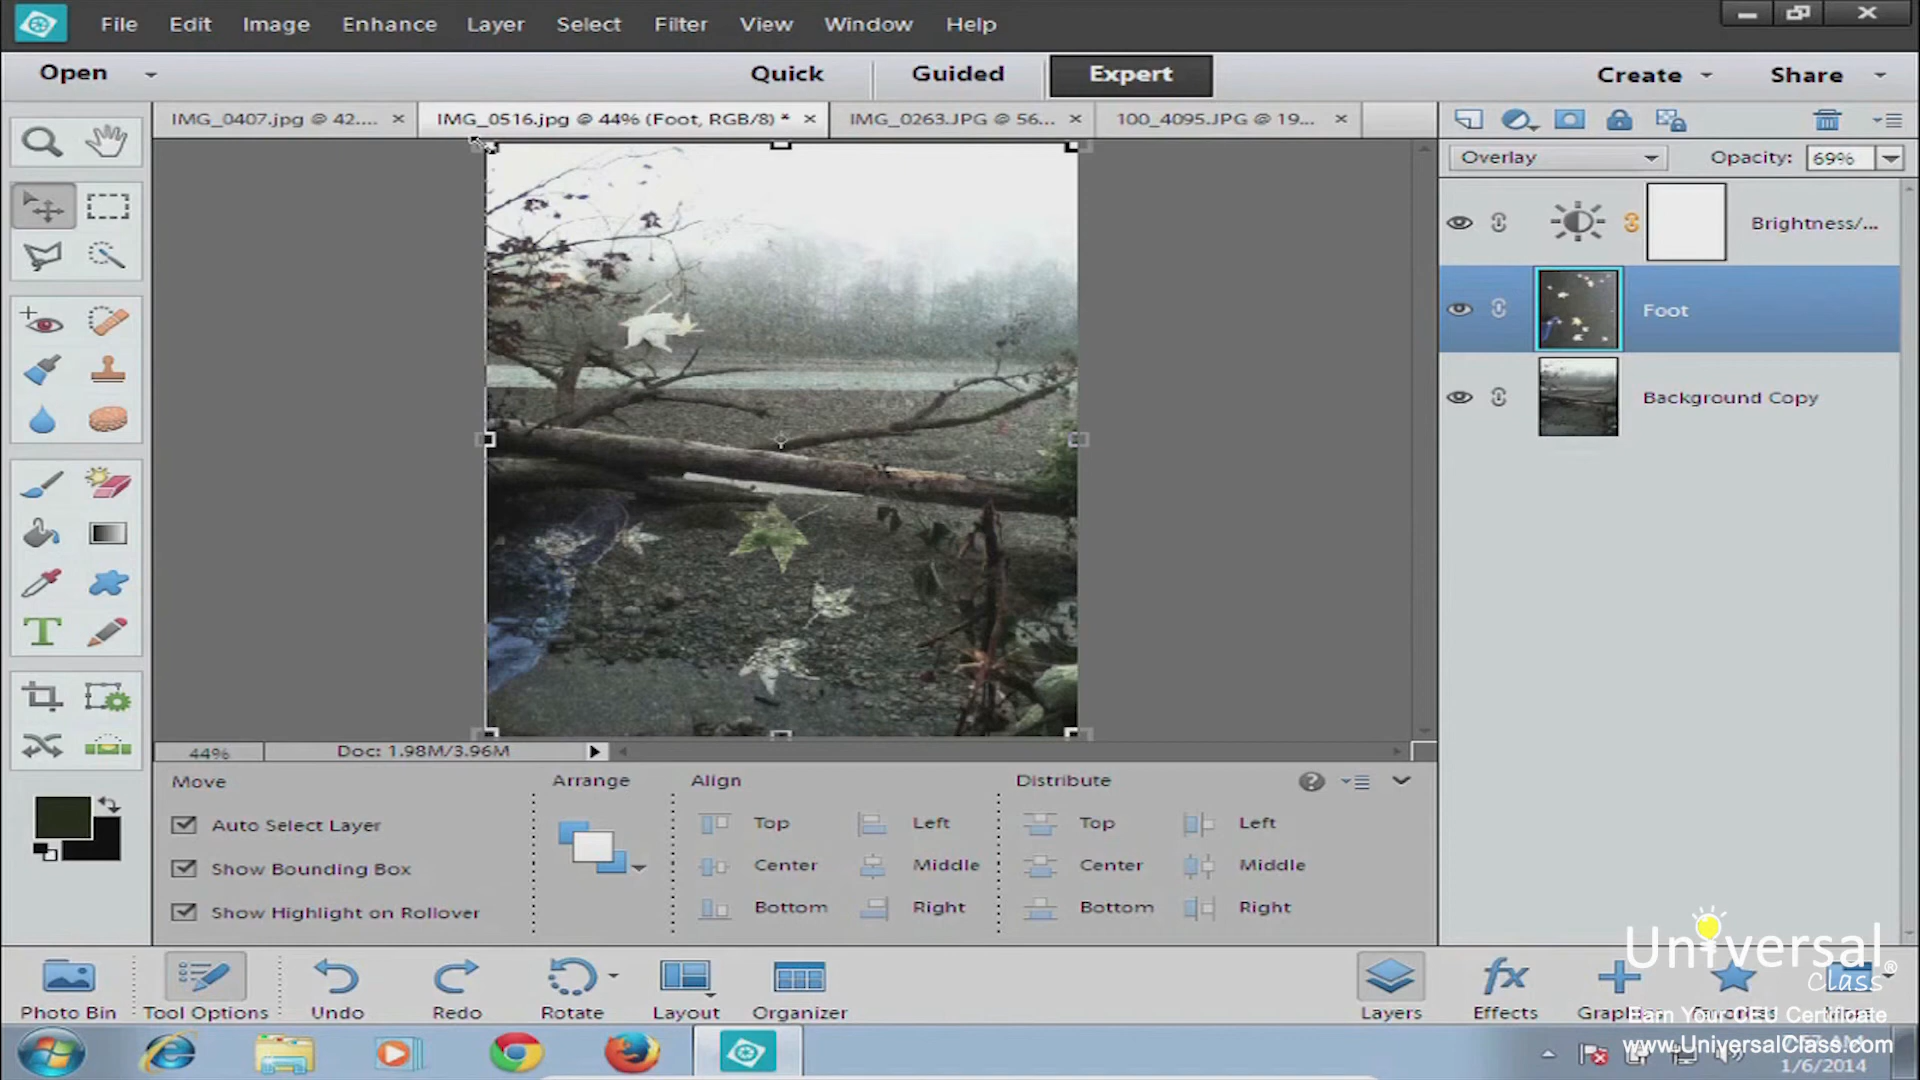 File Edit Image Enhance Layer Select Filter View Window Help
Open Quick Guided Expert Create Share
IMG_0407.jpg @ 42.... IMG_0516.jpg @ 44% (Foot, RGB/8) * IMG_0263.JPG @ 56... 100_4095.JPG @ 19...
Overlay Opacity: 69%
Brightness/...
Foot
Background Copy
44% Doc: 1.98M/3.96M
Move Arrange Align Distribute
Auto Select Layer Top Left Top Left
Show Bounding Box Center Middle Center Middle
Show Highlight on Rollover Bottom Right Bottom Right
Universal
Class
Photo Bin Tool Options Undo Redo Rotate Layout Organizer Layers Effects
Earn Your CEU Certificate
www.UniversalClass.com
1/6/2014